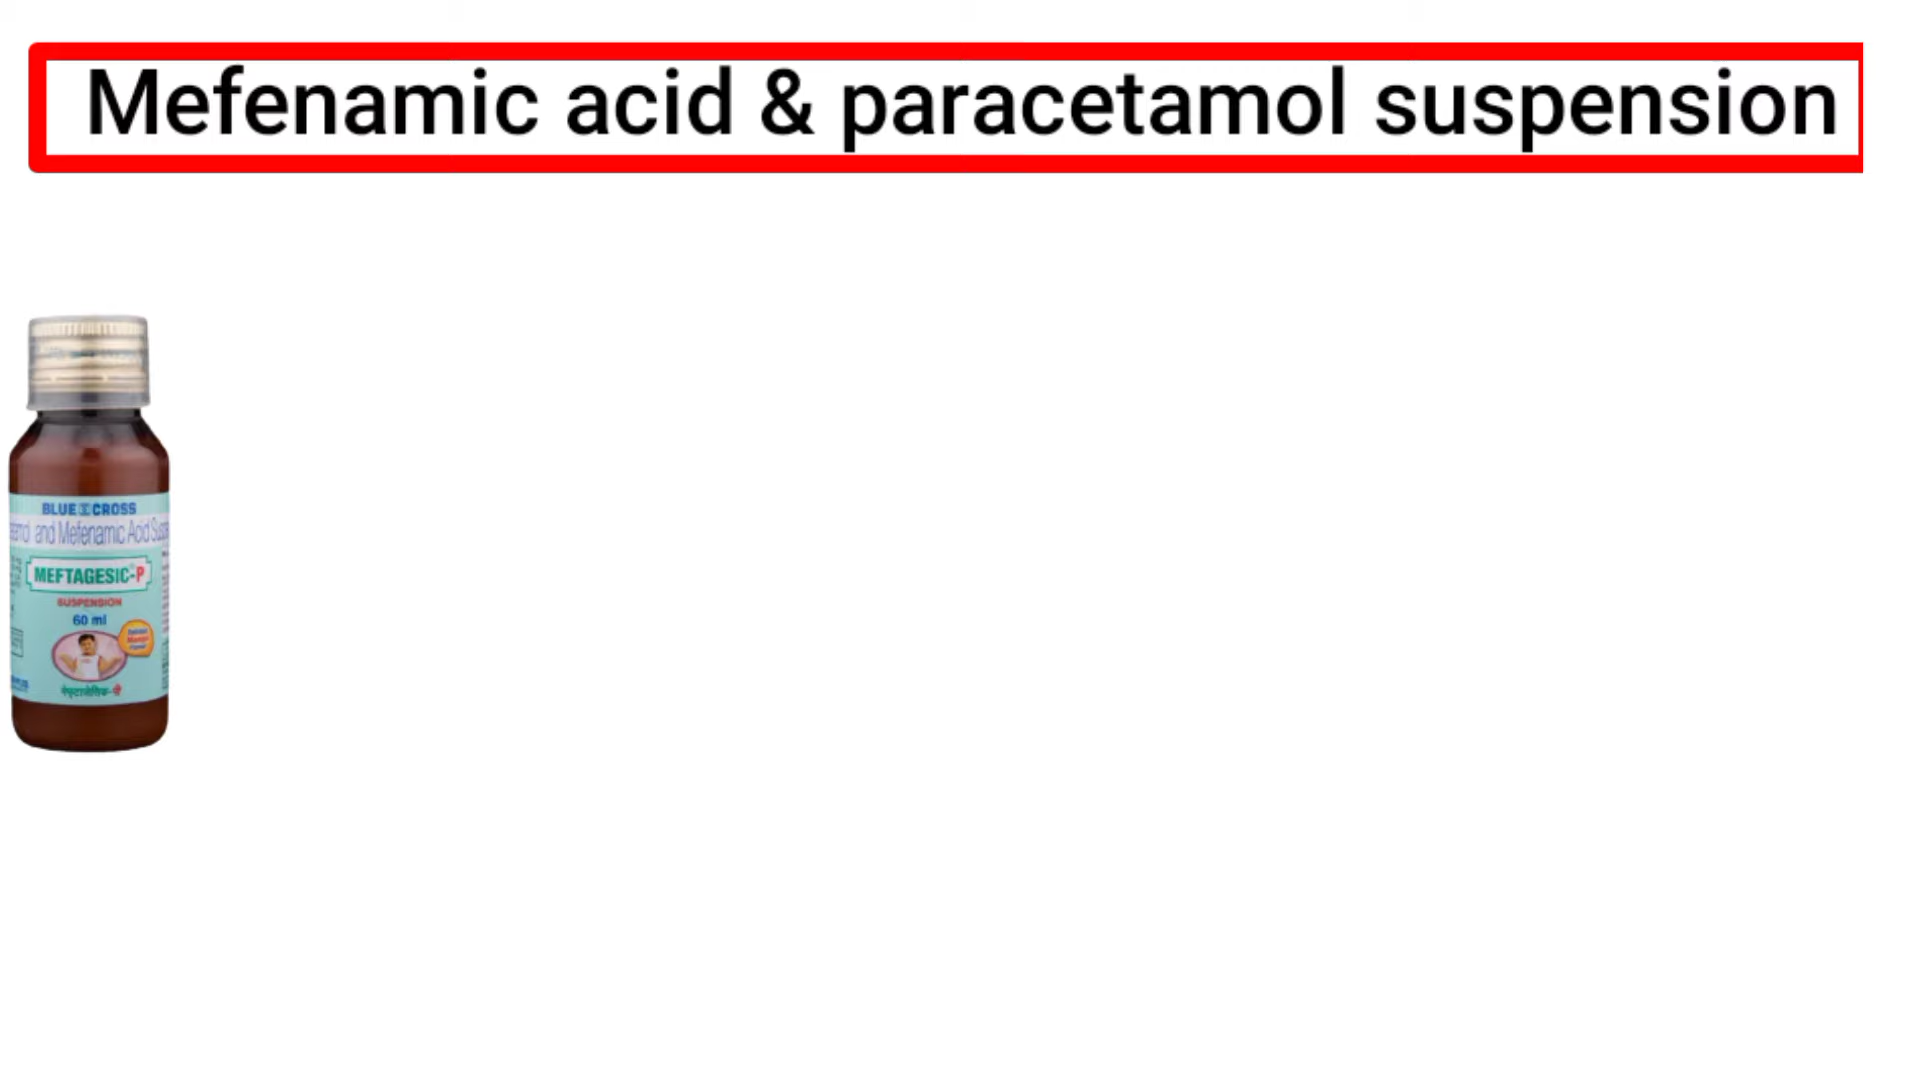 Mefenamic acid & paracetamol suspension
BLUE CROSS
and Mefenamic Acid
MEFTAGESIC-P
SUSPENSION
60 ml